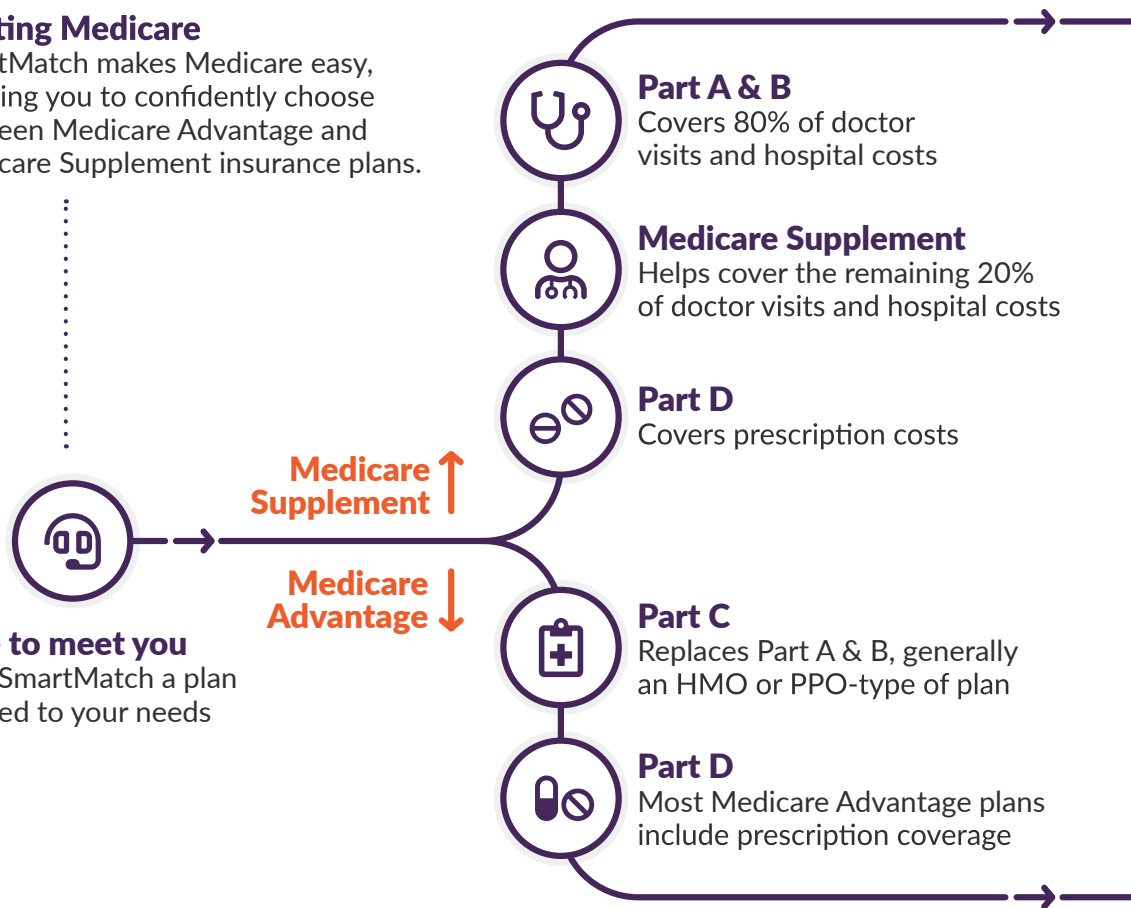 ting Medicare
tMatch makes Medicare easy,
ing you to confidently choose
een Medicare Advantage and
care Supplement insurance plans.
Part A & B
Covers 80% of doctor
visits and hospital costs
Medicare Supplement
Helps cover the remaining 20%
of doctor visits and hospital costs
Part D
Covers prescription costs
Medicare
Supplement
Medicare
Advantage
to meet you
SmartMatch a plan
ed to your needs
Part C
Replaces Part A & B, generally
an HMO or PPO-type of plan
Part D
Most Medicare Advantage plans
include prescription coverage